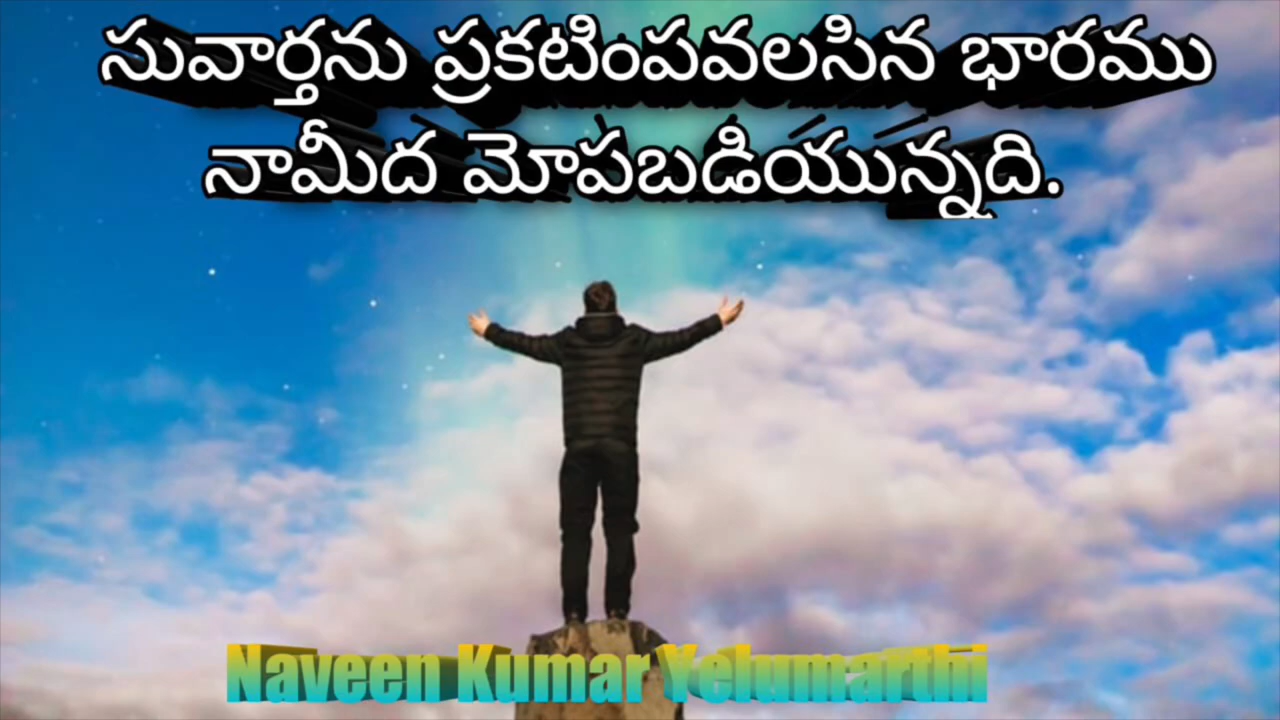 సువార్తను ప్రకటింపవలసిన భారము
నామీద మోపబడియున్నది.
Naveen Kumar Yelumarthi